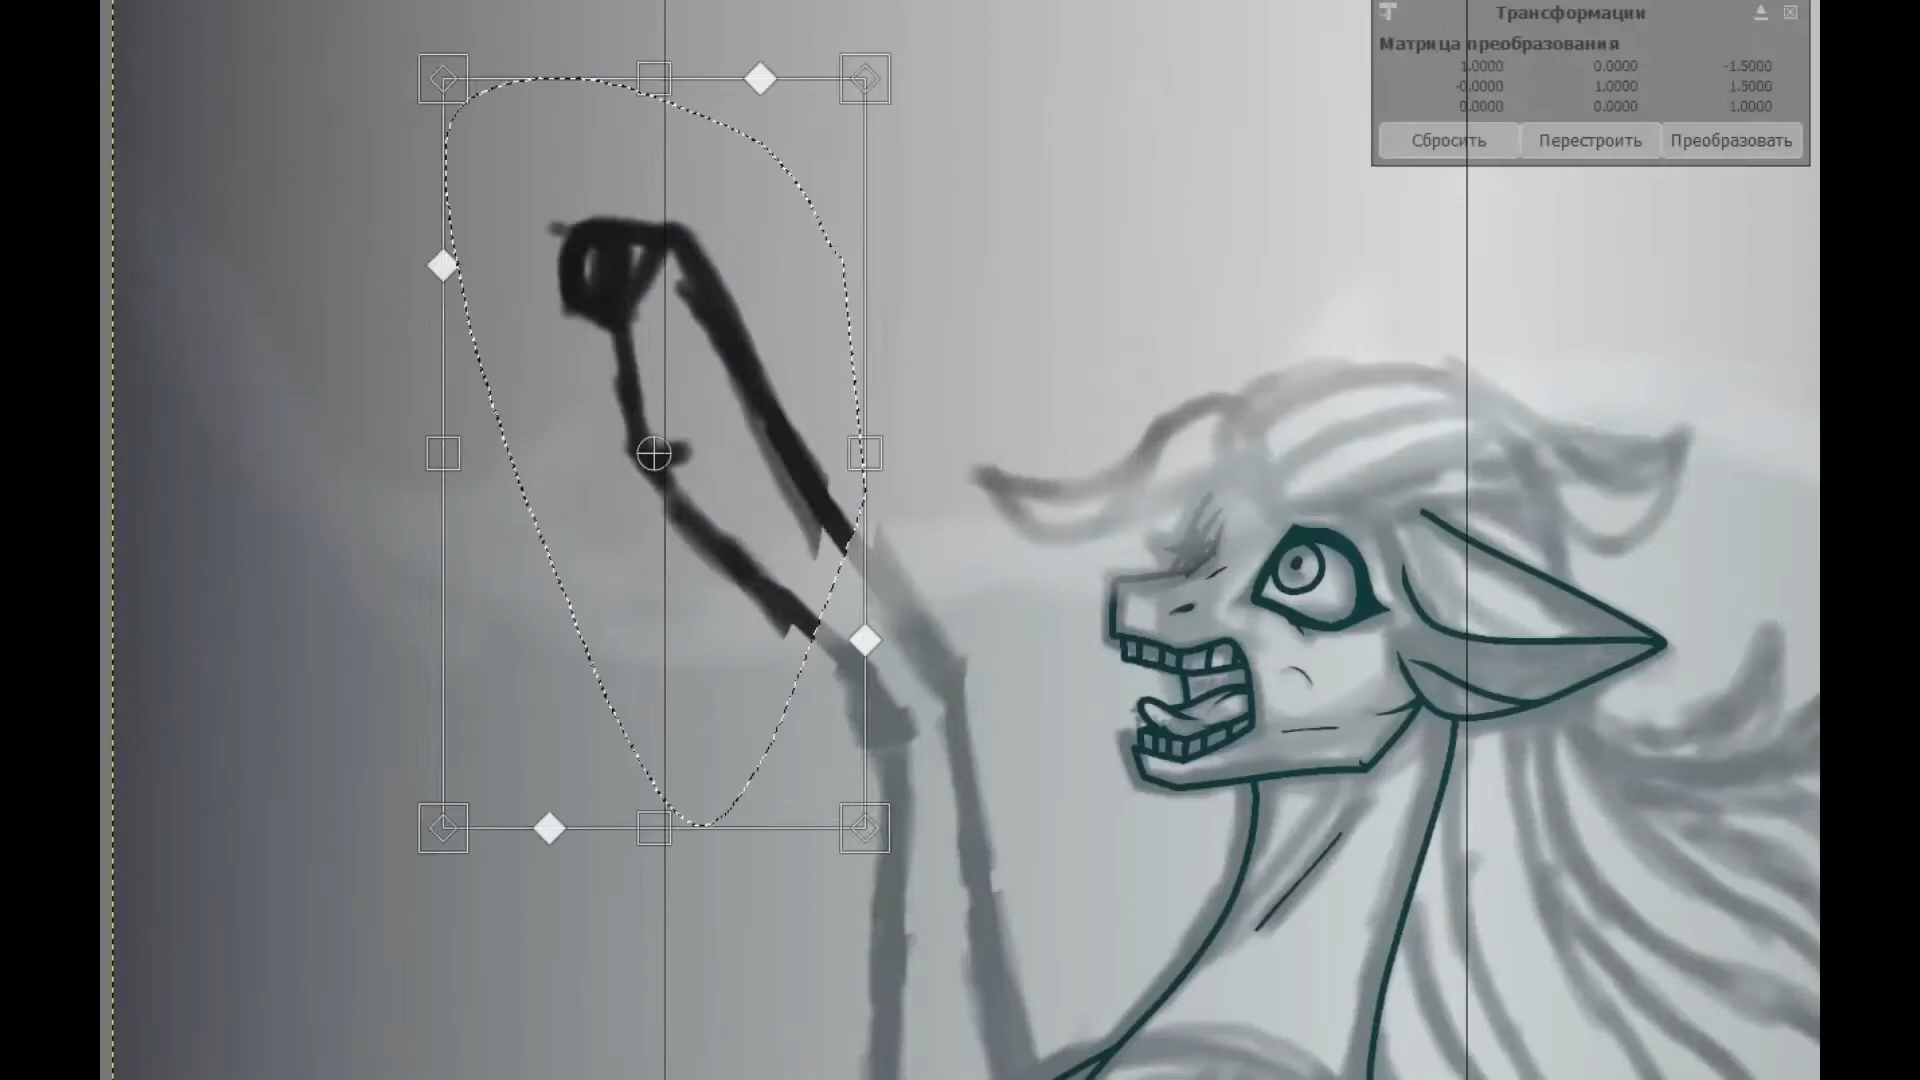 Трансформации
Матрица преобразования
1.0000 0.0000 -1.5000
-0.0000 1.0000 1.5000
0.0000 0.0000 1.0000
Сбросить Перестроить Преобразовать